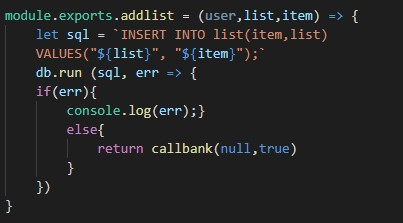 module.exports.addlist = (user,list,item) => {
let sql = `INSERT INTO list(item,list)
VALUES("${list}", "${item}");`
db.run (sql, err => {
if(err){
console.log(err);}
else{
return callbank(null,true)
}
})
}